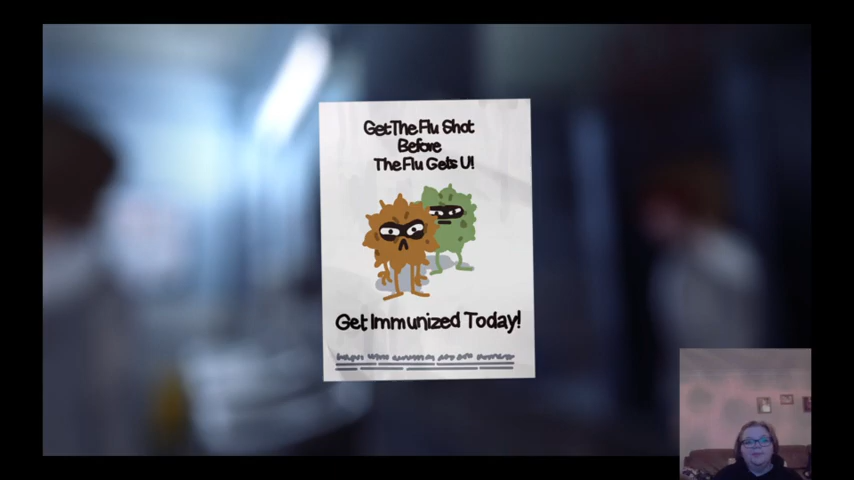 Get The Flu Shot
Before
The Flu Gets U!
Get Immunized Today!